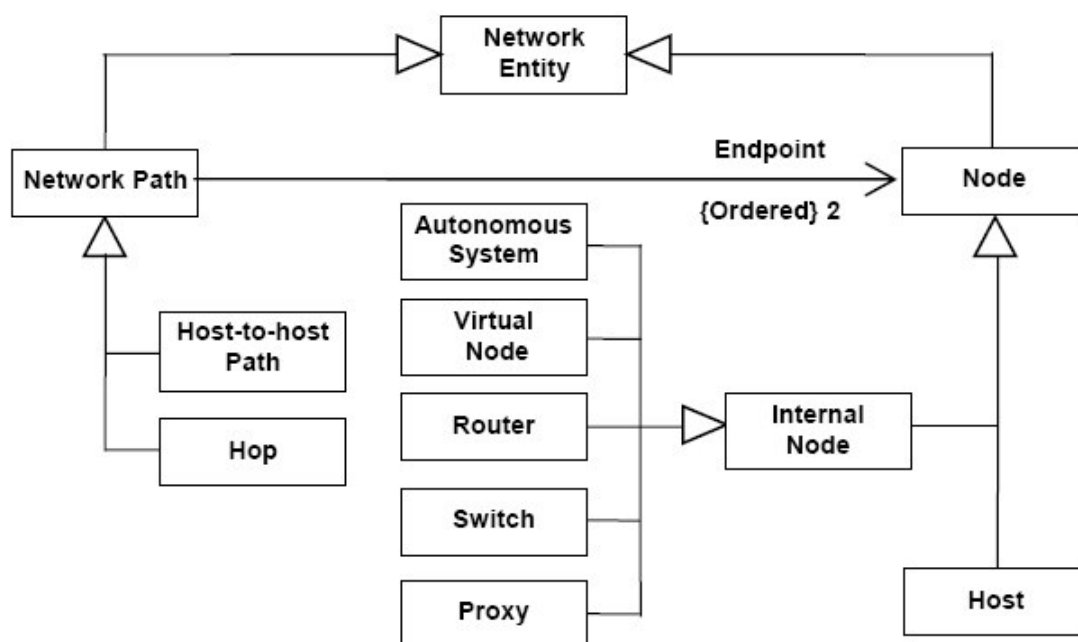 Network
Entity
Network Path
Endpoint
{Ordered} 2
Node
Autonomous
System
Host-to-host
Path
Virtual
Node
Hop
Router
Internal
Node
Switch
Proxy
Host